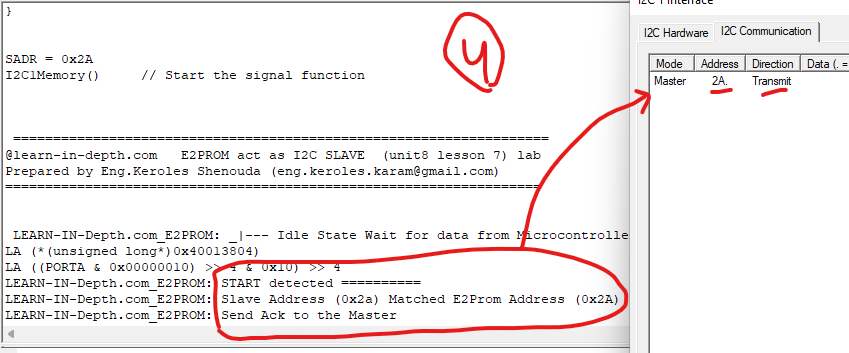 }
SADR = 0x2A
I2C1Memory()      // Start the signal function
=================================================================
@learn-in-depth.com   E2PROM act as I2C SLAVE  (unit8 lesson 7) lab
Prepared by Eng.Keroles Shenouda (eng.keroles.karam@gmail.com)
=================================================================
LEARN-IN-Depth.com_E2PROM: _|--- Idle State Wait for data from Microcontrolle
LA (*(unsigned long*)0x40013804)
LA ((PORTA & 0x00000010) >> 4 & 0x10) >> 4
LEARN-IN-Depth.com_E2PROM: START detected ==========
LEARN-IN-Depth.com_E2PROM: Slave Address (0x2a) Matched E2Prom Address (0x2A)
LEARN-IN-Depth.com_E2PROM: Send Ack to the Master
4
I2C Hardware   I2C Communication
Mode   Address   Direction   Data (. =
Master   2A.   Transmit